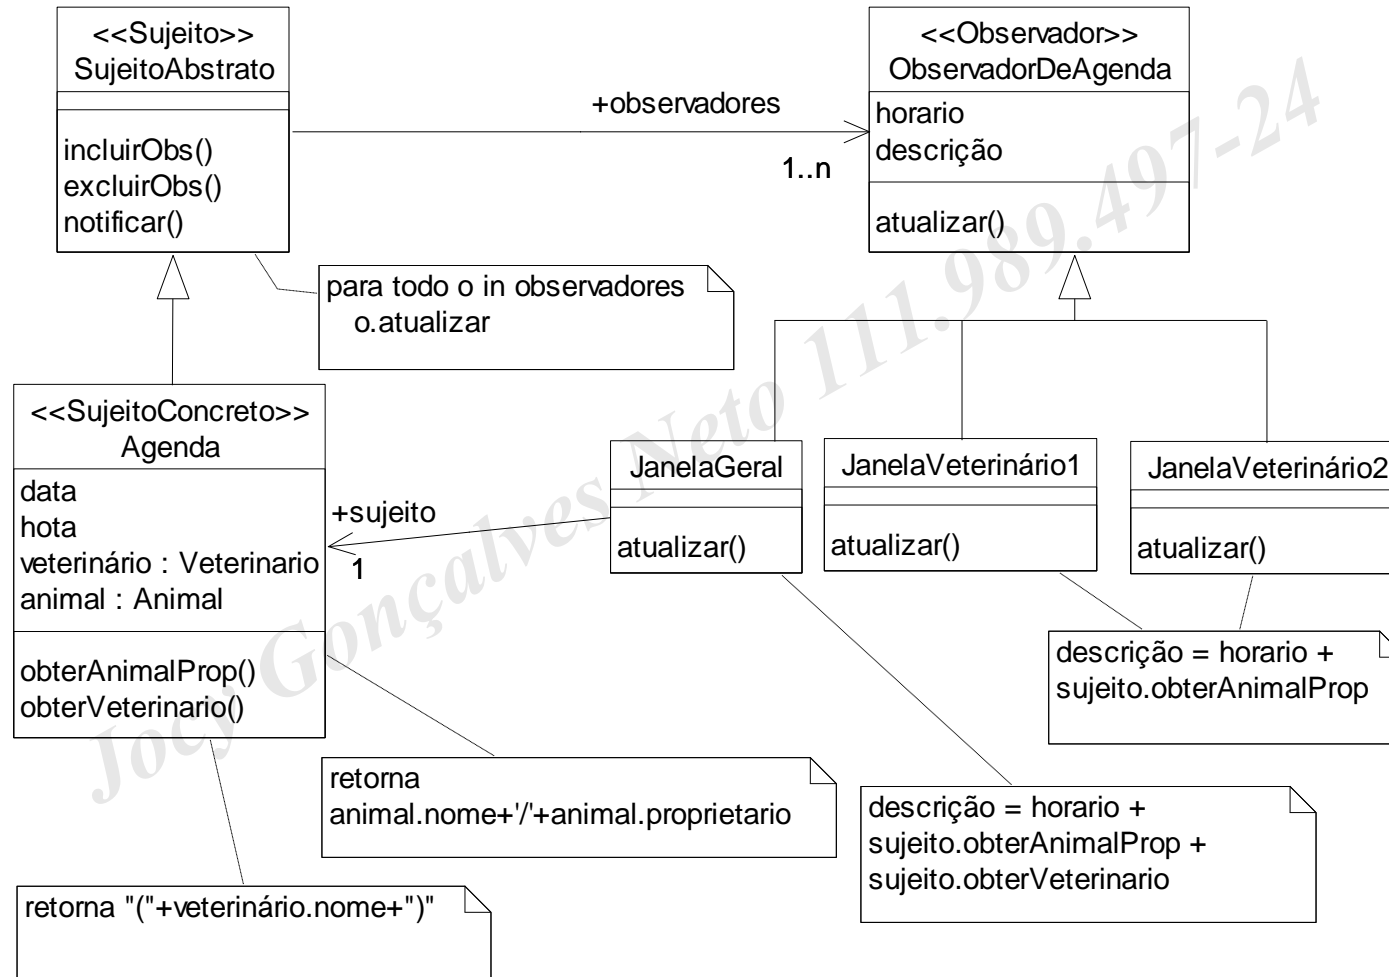 <<Sujeito>>
SujeitoAbstrato
incluirObs()
excluirObs()
notificar()
+observadores
1..n
<<Observador>>
ObservadorDeAgenda
horario
descrição
atualizar()
para todo o in observadores
o.atualizar
<<SujeitoConcreto>>
Agenda
data
hota
veterinário : Veterinario
animal : Animal
obterAnimalProp()
obterVeterinario()
+sujeito
1
JanelaGeral
atualizar()
JanelaVeterinário1
atualizar()
JanelaVeterinário2
atualizar()
descrição = horario +
sujeito.obterAnimalProp
retorna
animal.nome+'/'+animal.proprietario
descrição = horario +
sujeito.obterAnimalProp +
sujeito.obterVeterinario
retorna "("+veterinário.nome+")"
Jocy Gonçalves Neto 111.989.497-24